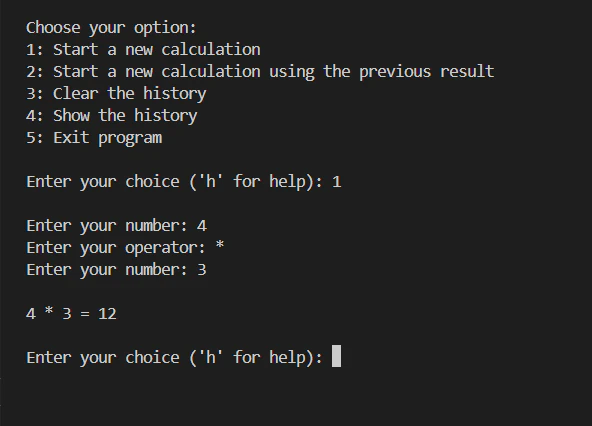 Choose your option:
1: Start a new calculation
2: Start a new calculation using the previous result
3: Clear the history
4: Show the history
5: Exit program
Enter your choice ('h' for help): 1
Enter your number: 4
Enter your operator: *
Enter your number: 3
4 * 3 = 12
Enter your choice ('h' for help):